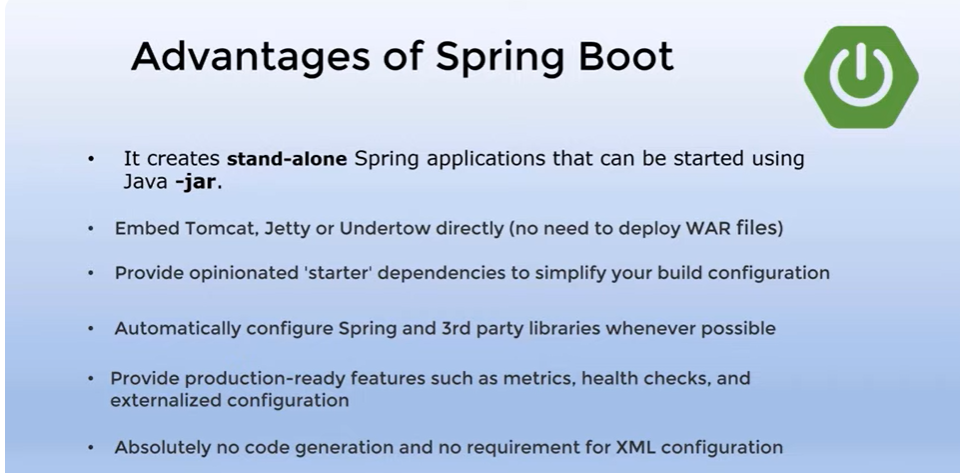 Advantages of Spring Boot
• It creates stand-alone Spring applications that can be started using
Java -jar.
• Embed Tomcat, Jetty or Undertow directly (no need to deploy WAR files)
• Provide opinionated 'starter' dependencies to simplify your build configuration
• Automatically configure Spring and 3rd party libraries whenever possible
• Provide production-ready features such as metrics, health checks, and
externalized configuration
• Absolutely no code generation and no requirement for XML configuration